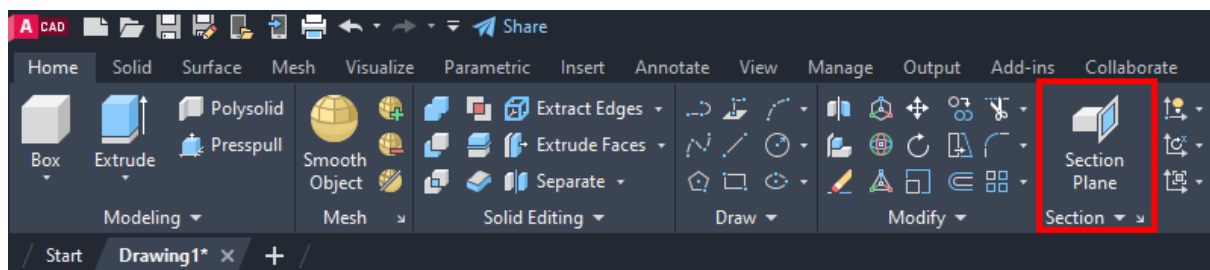 A CAD Share
Home Solid Surface Mesh Visualize Parametric Insert Annotate View Manage Output Add-ins Collaborate
Polysolid Extract Edges
Presspull Extrude Faces
Box Extrude Smooth Object Separate Section Plane
Modeling Mesh Solid Editing Draw Modify Section
Start Drawing1* × +